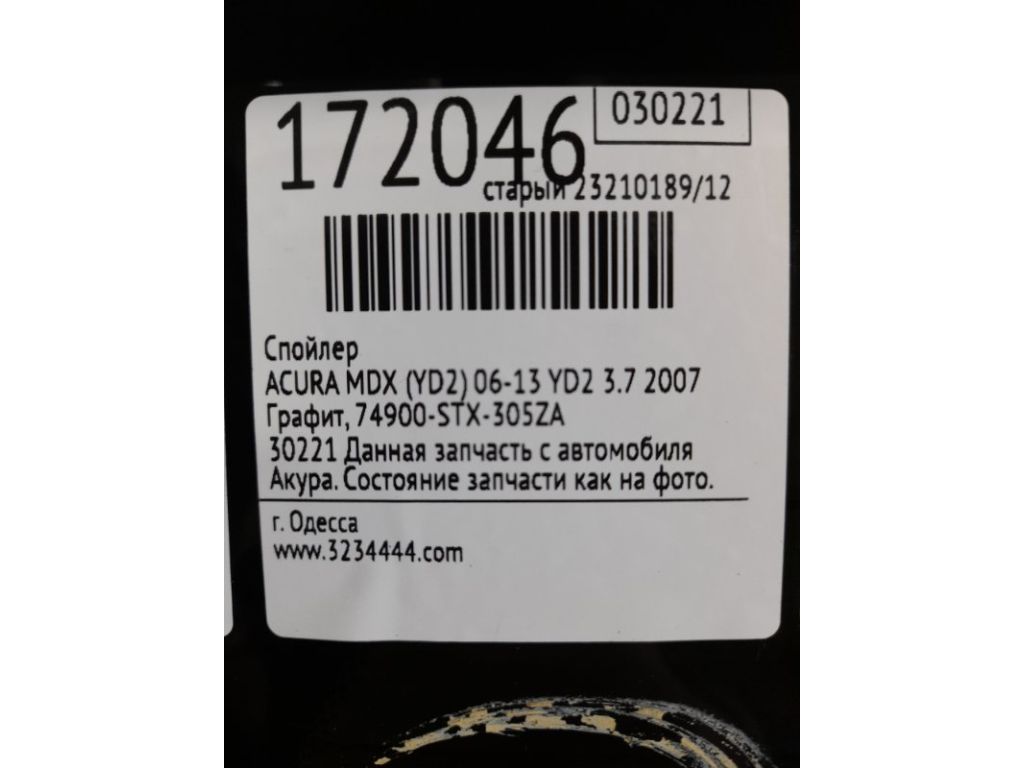 172046
030221
старый 23210189/12
Спойлер
ACURA MDX (YD2) 06-13 YD2 3.7 2007
Графит, 74900-STX-305ZA
30221 Данная запчасть с автомобиля
Акура. Состояние запчасти как на фото.
г. Одесса
www.3234444.com